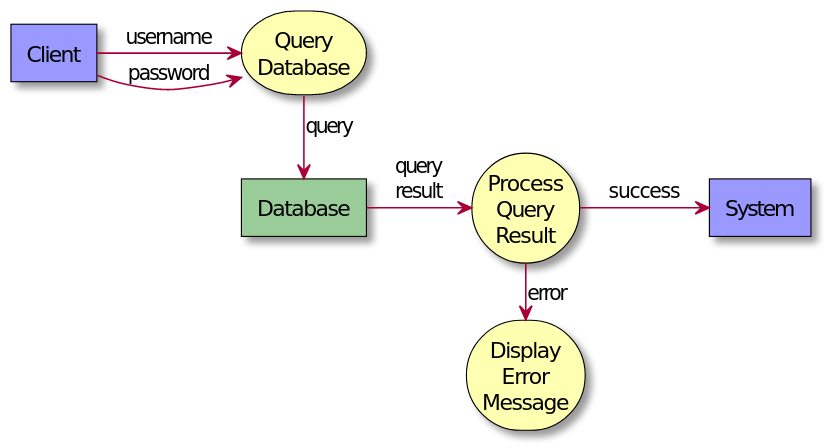 Client
username
password
Query
Database
query
Database
query
result
Process
Query
Result
success
System
error
Display
Error
Message